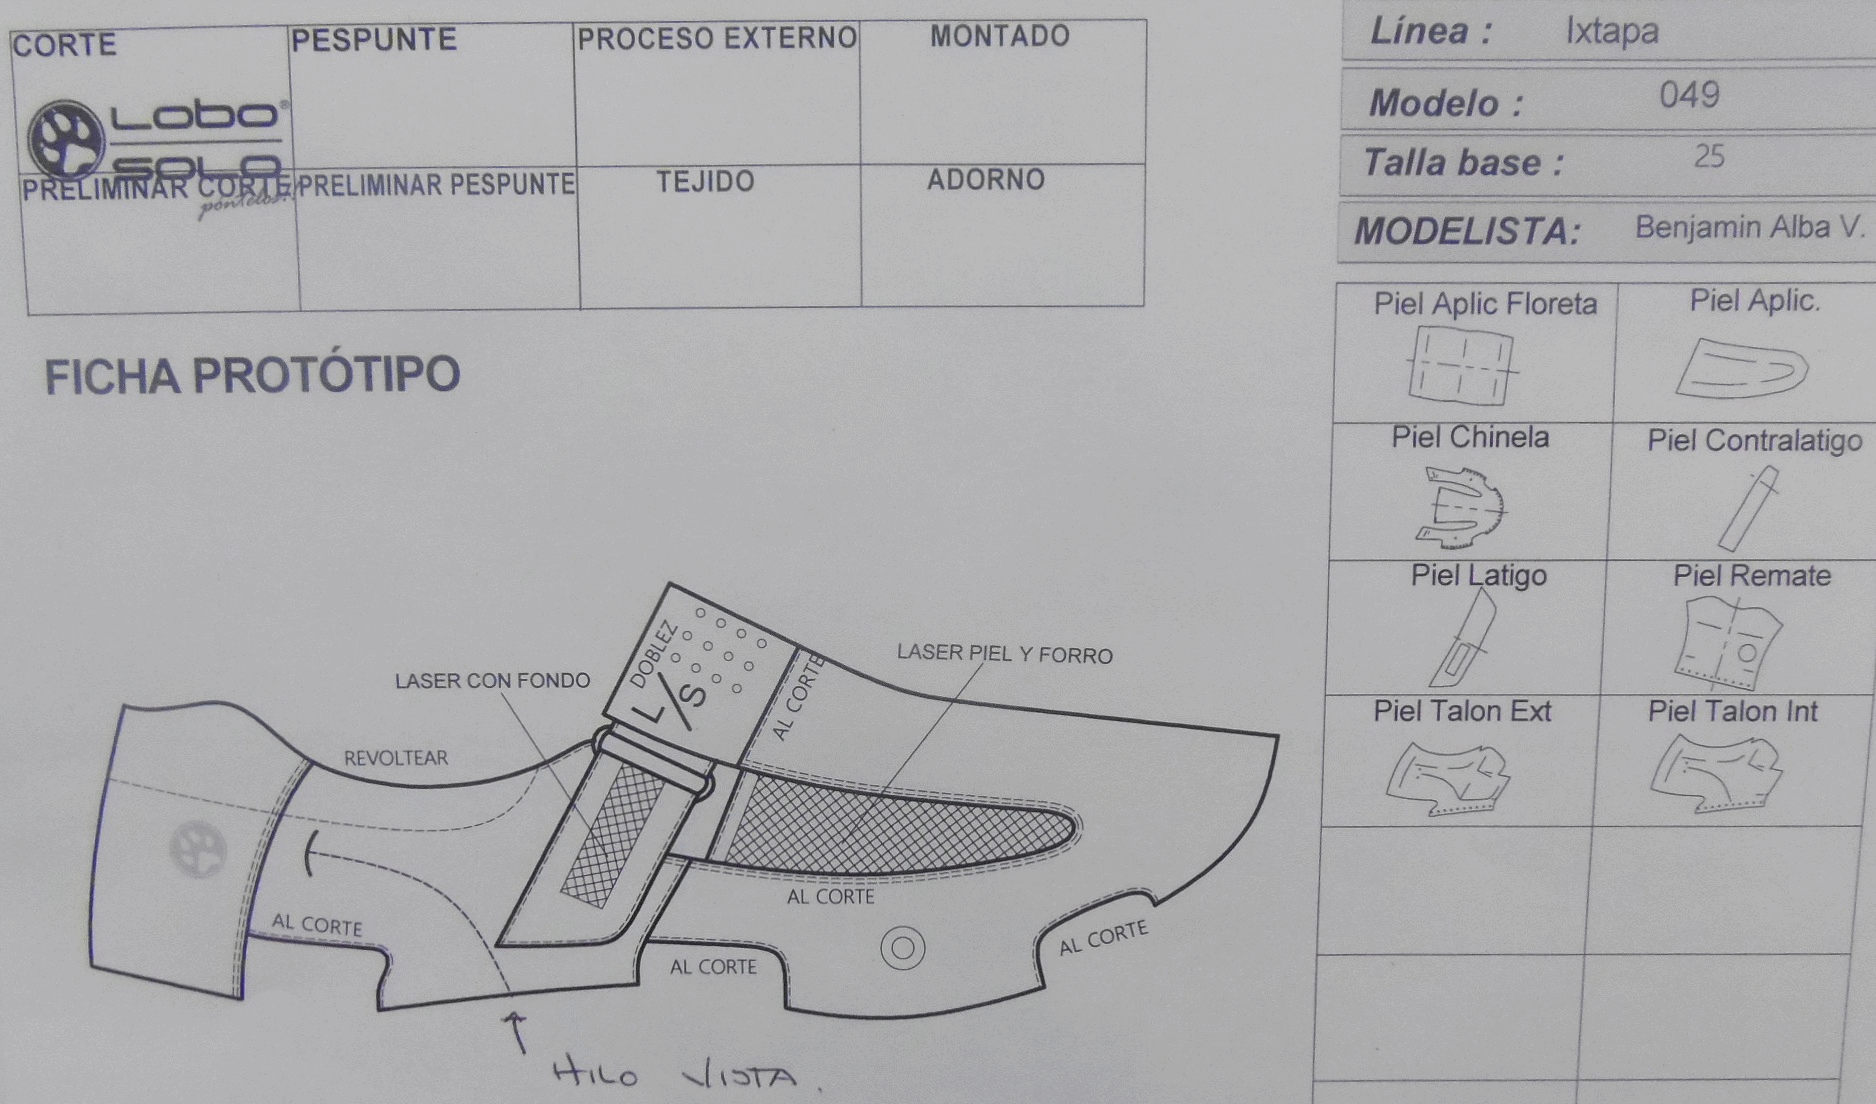 CORTE
PESPUNTE
PROCESO EXTERNO
MONTADO
LOBO®
SOLO
pontelos..
PRELIMINAR CORTE
PRELIMINAR PESPUNTE
TEJIDO
ADORNO
Línea : Ixtapa
Modelo : 049
Talla base : 25
MODELISTA: Benjamin Alba V.
FICHA PROTÓTIPO
Piel Aplic Floreta
Piel Aplic.
Piel Chinela
Piel Contralatigo
Piel Latigo
Piel Remate
Piel Talon Ext
Piel Talon Int
DOBLEZ
L/S
AL CORTE
LASER PIEL Y FORRO
LASER CON FONDO
REVOLTEAR
AL CORTE
AL CORTE
AL CORTE
AL CORTE
HILO VISTA.